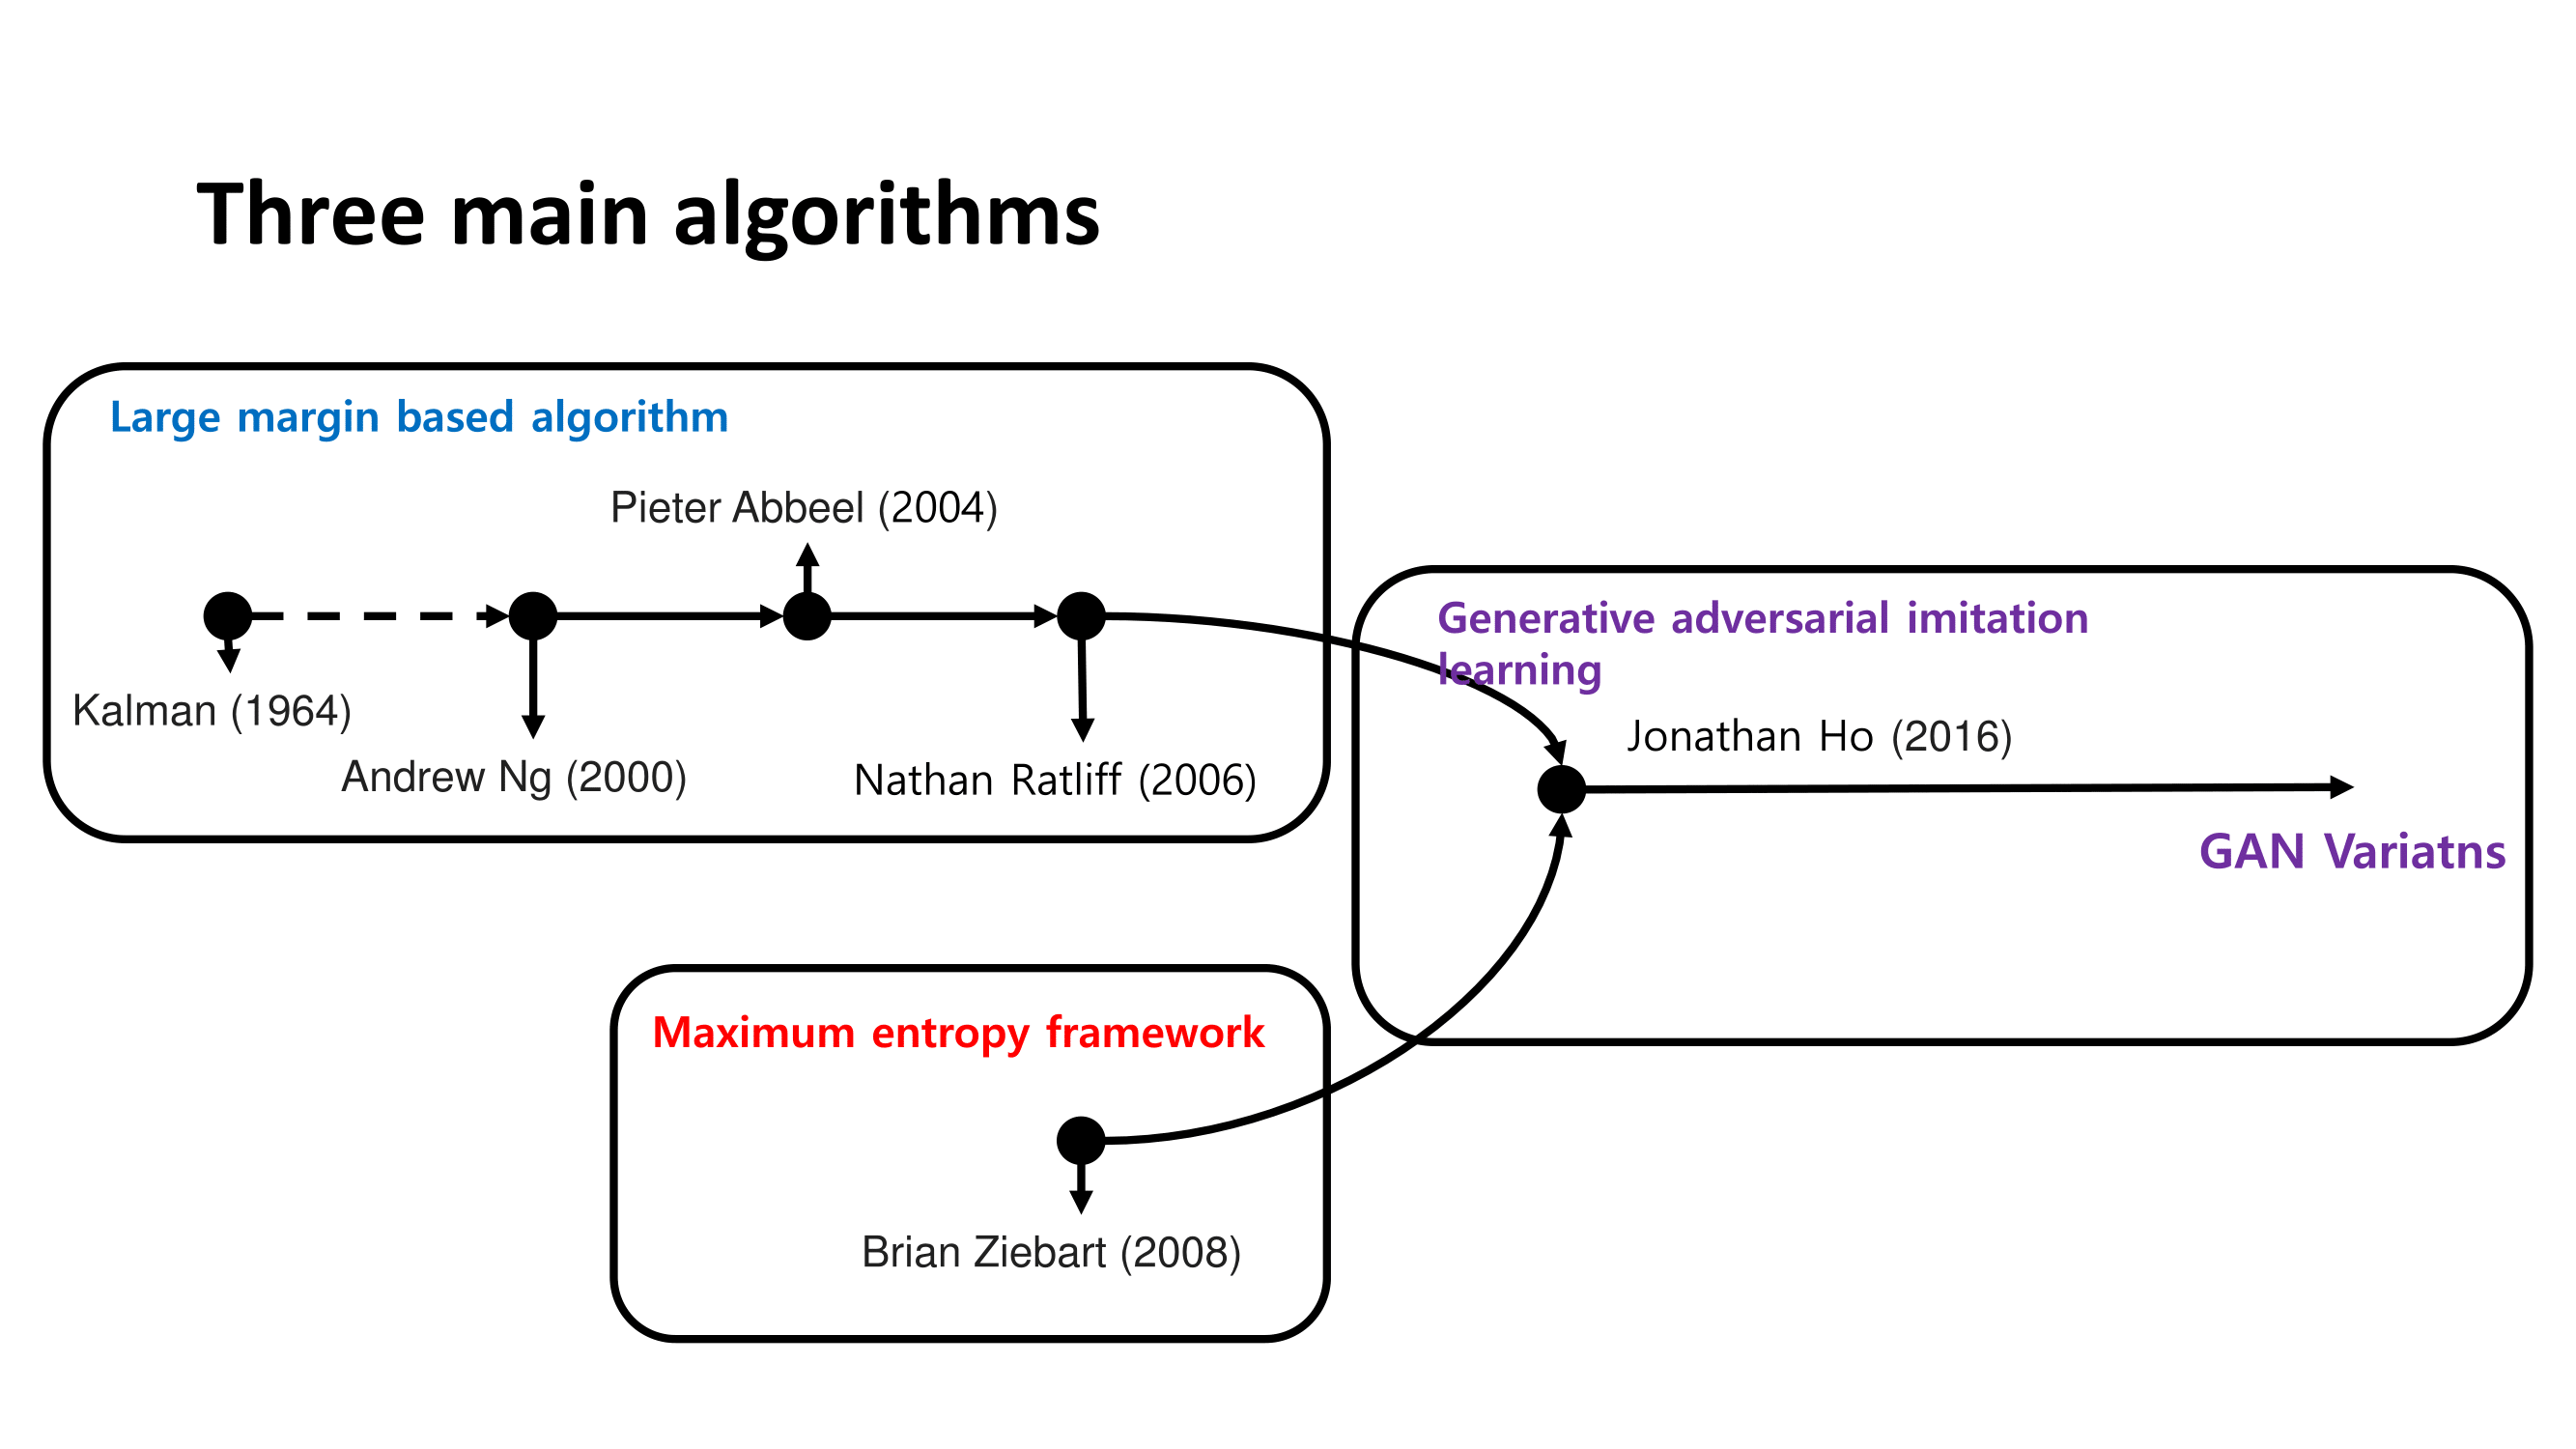 Three main algorithms
Large margin based algorithm
Pieter Abbeel (2004)
Kalman (1964)
Andrew Ng (2000)
Nathan Ratliff (2006)
Generative adversarial imitation
learning
Jonathan Ho (2016)
GAN Variatns
Maximum entropy framework
Brian Ziebart (2008)